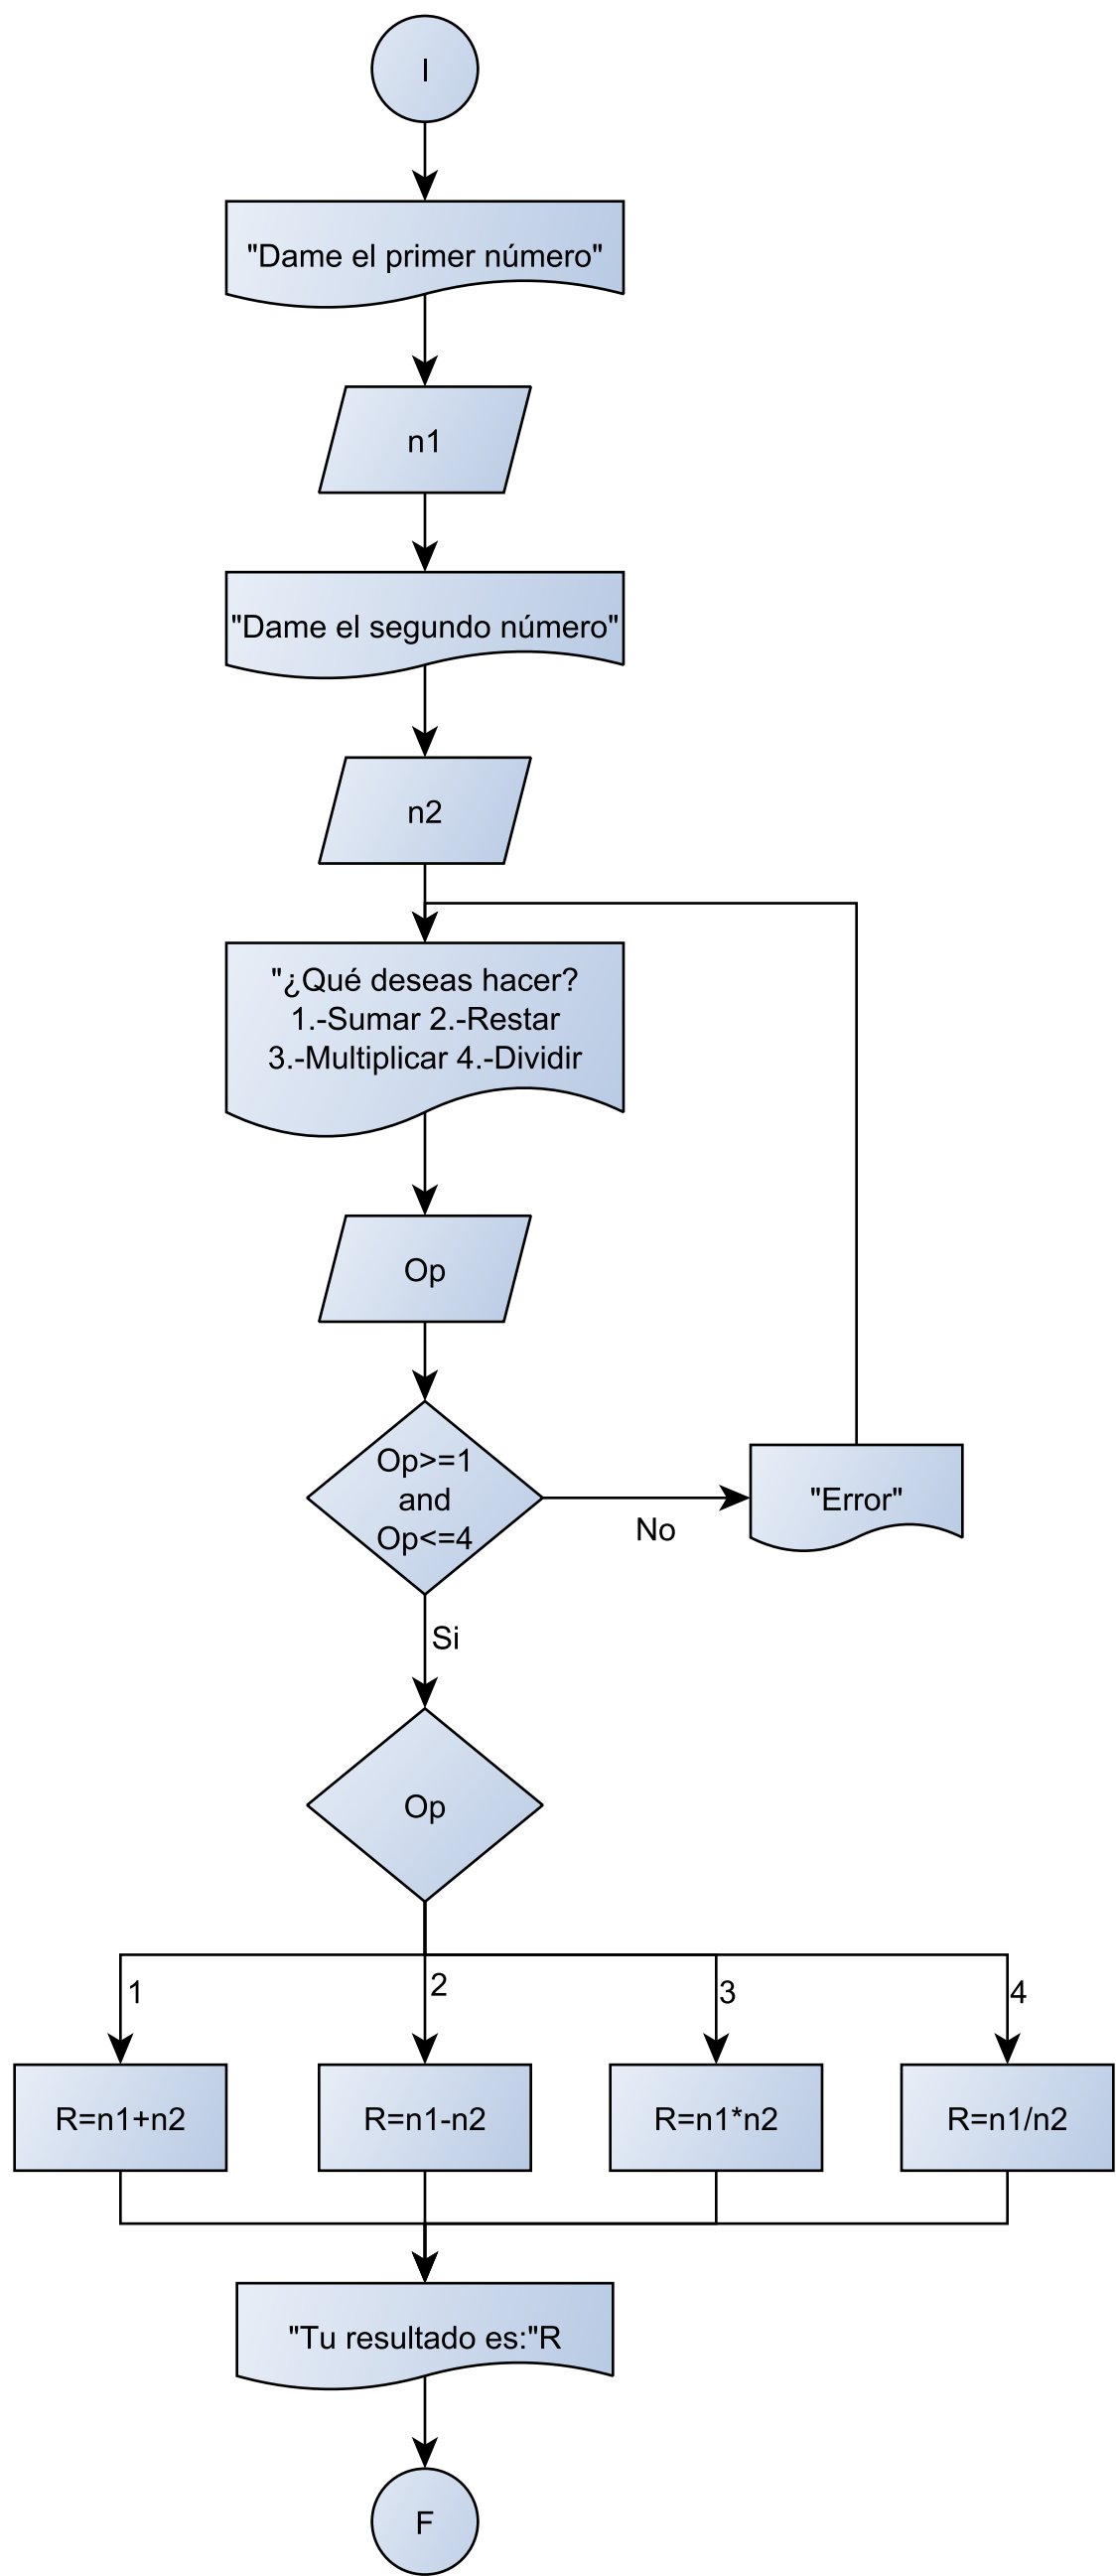 I
"Dame el primer número"
n1
"Dame el segundo número"
n2
"¿Qué deseas hacer?
1.-Sumar 2.-Restar
3.-Multiplicar 4.-Dividir
Op
Op>=1
and
Op<=4
No
"Error"
Si
Op
1
2
3
4
R=n1+n2
R=n1-n2
R=n1*n2
R=n1/n2
"Tu resultado es:"R
F